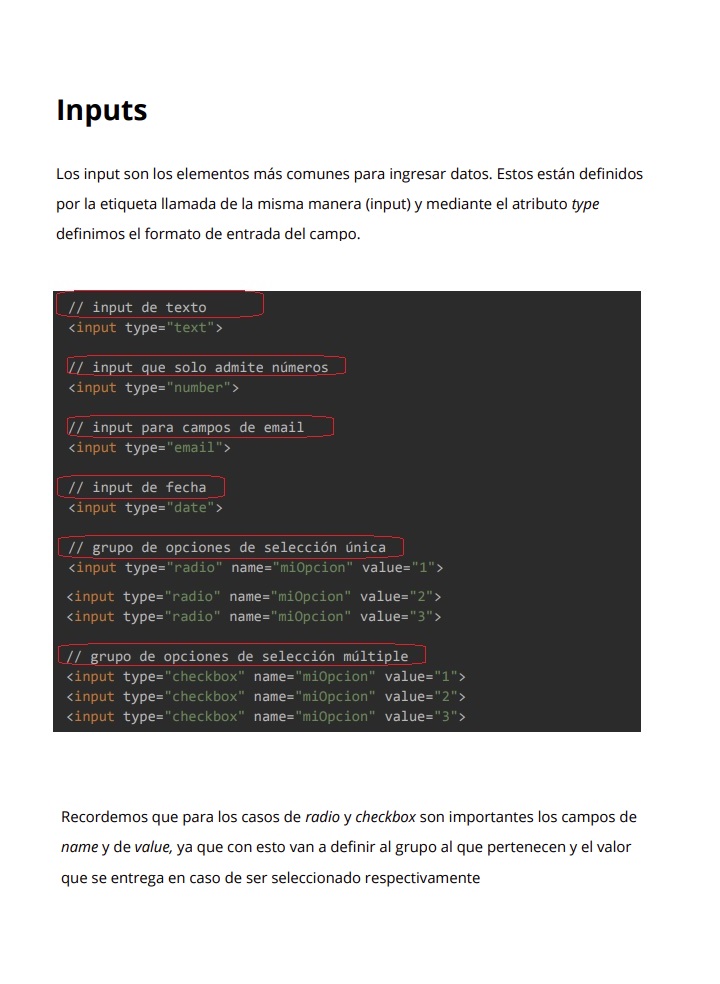 Inputs
Los input son los elementos más comunes para ingresar datos. Estos están definidos
por la etiqueta llamada de la misma manera (input) y mediante el atributo type
definimos el formato de entrada del campo.
// input de texto
<input type="text">
// input que solo admite números
<input type="number">
// input para campos de email
<input type="email">
// input de fecha
<input type="date">
// grupo de opciones de selección única
<input type="radio" name="miOpcion" value="1">
<input type="radio" name="miOpcion" value="2">
<input type="radio" name="miOpcion" value="3">
// grupo de opciones de selección múltiple
<input type="checkbox" name="miOpcion" value="1">
<input type="checkbox" name="miOpcion" value="2">
<input type="checkbox" name="miOpcion" value="3">
Recordemos que para los casos de radio y checkbox son importantes los campos de
name y de value, ya que con esto van a definir al grupo al que pertenecen y el valor
que se entrega en caso de ser seleccionado respectivamente